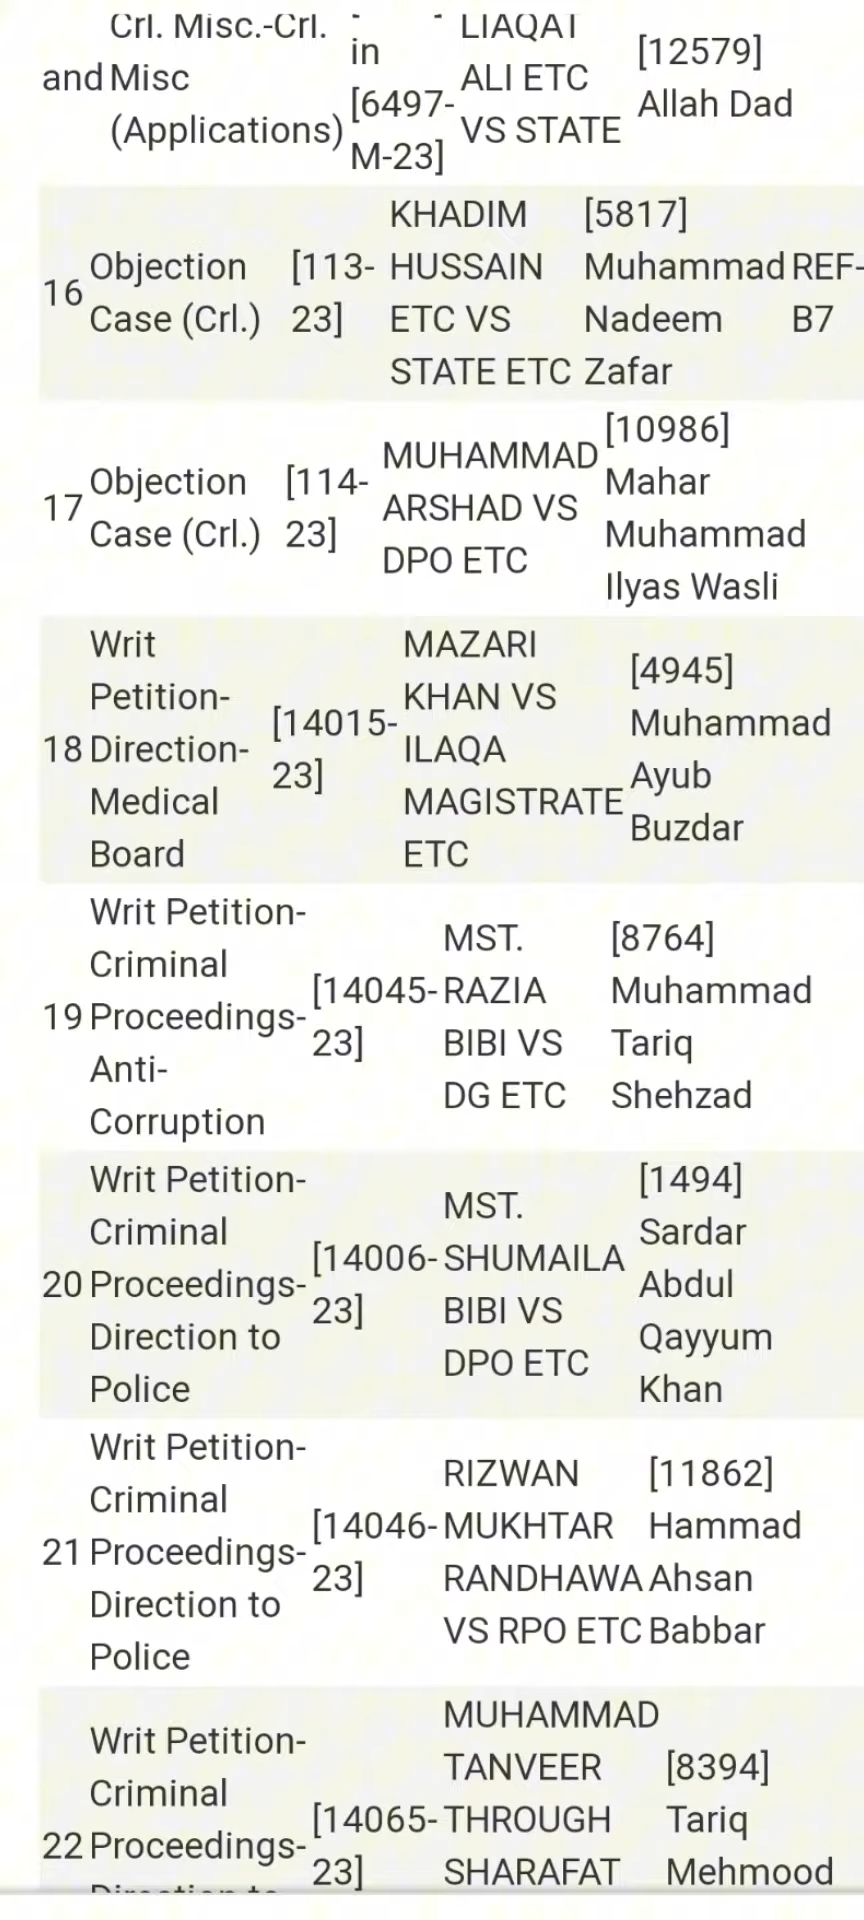 Crl. Misc.-Crl.
and Misc
(Applications)
in
[6497-
M-23]
LIAQAT
ALI ETC
VS STATE
[12579]
Allah Dad
16
Objection
Case (Crl.)
[113-
23]
KHADIM
HUSSAIN
ETC VS
STATE ETC
[5817]
Muhammad
Nadeem
Zafar
REF-
B7
17
Objection
Case (Crl.)
[114-
23]
MUHAMMAD
ARSHAD VS
DPO ETC
[10986]
Mahar
Muhammad
Ilyas Wasli
18
Writ
Petition-
Direction-
Medical
Board
[14015-
23]
MAZARI
KHAN VS
ILAQA
MAGISTRATE
ETC
[4945]
Muhammad
Ayub
Buzdar
19
Writ Petition-
Criminal
Proceedings-
Anti-
Corruption
[14045-
23]
MST.
RAZIA
BIBI VS
DG ETC
[8764]
Muhammad
Tariq
Shehzad
20
Writ Petition-
Criminal
Proceedings-
Direction to
Police
[14006-
23]
MST.
SHUMAILA
BIBI VS
DPO ETC
[1494]
Sardar
Abdul
Qayyum
Khan
21
Writ Petition-
Criminal
Proceedings-
Direction to
Police
[14046-
23]
RIZWAN
MUKHTAR
RANDHAWA
VS RPO ETC
[11862]
Hammad
Ahsan
Babbar
22
Writ Petition-
Criminal
Proceedings-
[14065-
23]
MUHAMMAD
TANVEER
THROUGH
SHARAFAT
[8394]
Tariq
Mehmood